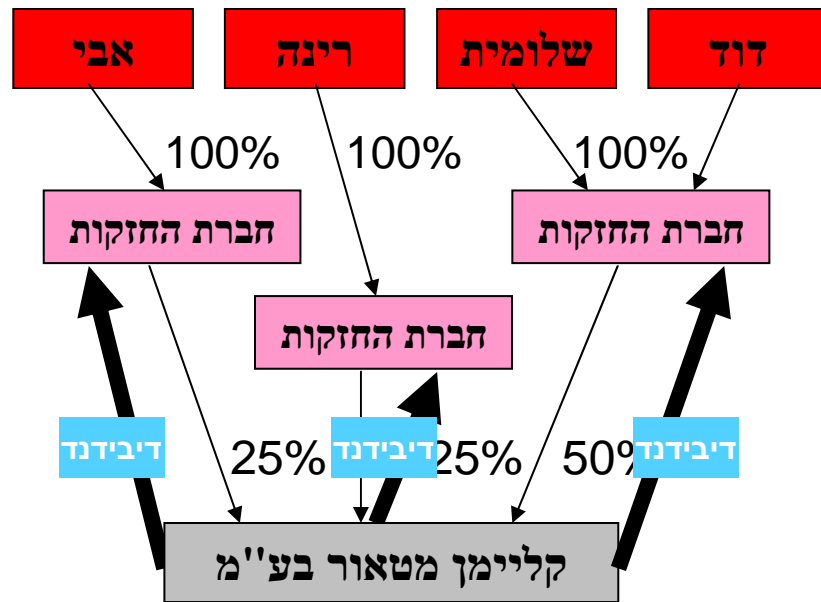 דוד
שלומית
רינה
אבי
100%
100%
100%
חברת החזקות
חברת החזקות
חברת החזקות
דיבידנד
50%
דיבידנד
25%
דיבידנד
25%
קליימן מטאור בע''מ